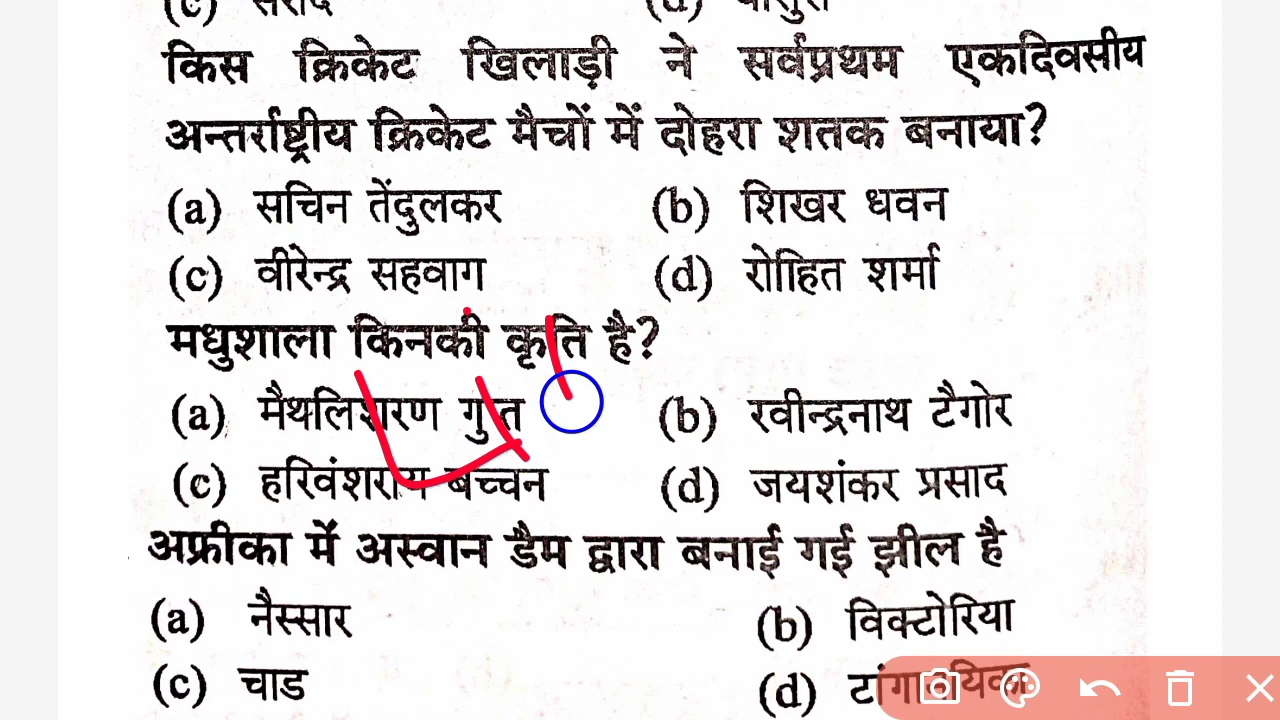 किस क्रिकेट खिलाड़ी ने सर्वप्रथम एकदिवसीय
अन्तर्राष्ट्रीय क्रिकेट मैचों में दोहरा शतक बनाया?
(a) सचिन तेंदुलकर (b) शिखर धवन
(c) वीरेन्द्र सहवाग (d) रोहित शर्मा
मधुशाला किनकी कृति है?
(a) मैथलिशरण गुप्त (b) रवीन्द्रनाथ टैगोर
(c) हरिवंशराय बच्चन (d) जयशंकर प्रसाद
अफ्रीका में अस्वान डैम द्वारा बनाई गई झील है
(a) नैस्सार (b) विक्टोरिया
(c) चाड (d)